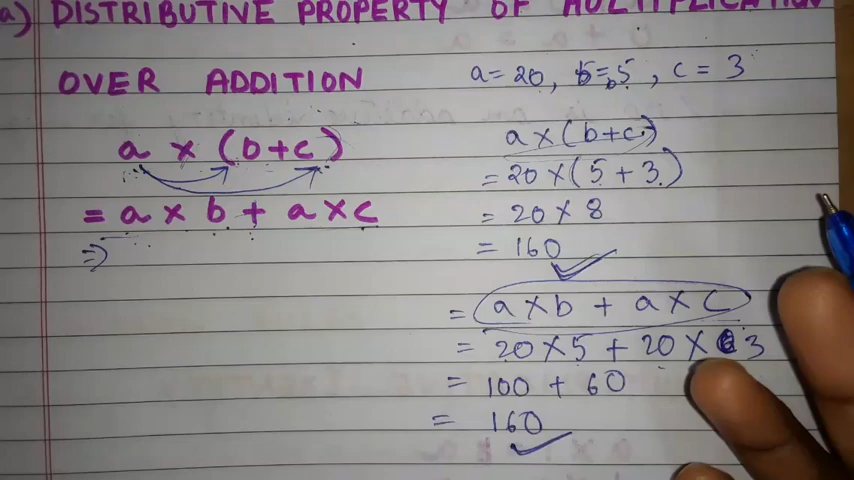 a) DISTRIBUTIVE PROPERTY OF MULTIPLICATION
OVER ADDITION
a x (b+c)
= a x b + a x c
⇒
a = 20, b = 5, c = 3
a x (b+c)
= 20 x (5 + 3)
= 20 x 8
= 160
= a x b + a x c
= 20 x 5 + 20 x 3
= 100 + 60
= 160